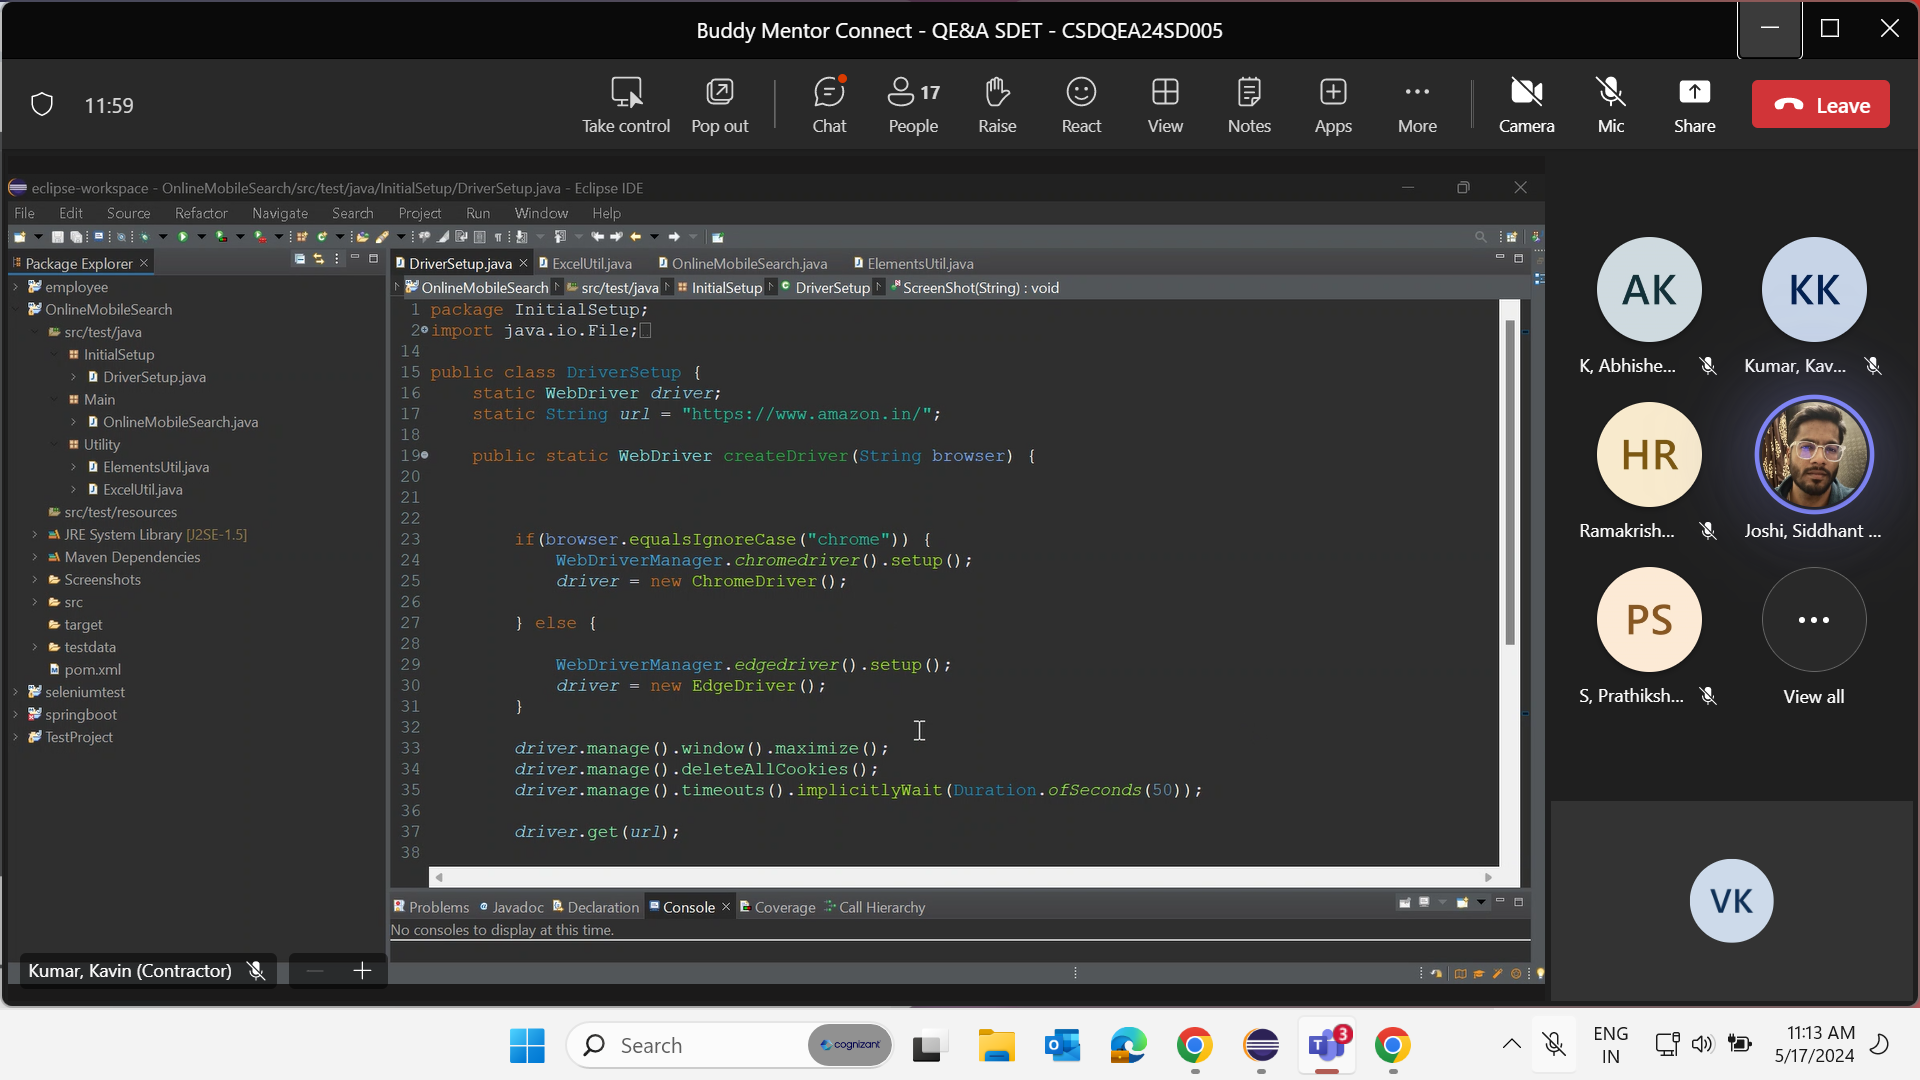 Buddy Mentor Connect - QE&A SDET - CSDQEA24SD005
11:59
Take control
Pop out
Chat
17
People
Raise
React
View
Notes
Apps
More
Camera
Mic
Share
Leave
eclipse-workspace - OnlineMobileSearch/src/test/java/InitialSetup/DriverSetup.java - Eclipse IDE
File Edit Source Refactor Navigate Search Project Run Window Help
Package Explorer
employee
OnlineMobileSearch
src/test/java
InitialSetup
DriverSetup.java
Main
OnlineMobileSearch.java
Utility
ElementsUtil.java
ExcelUtil.java
src/test/resources
JRE System Library [J2SE-1.5]
Maven Dependencies
Screenshots
src
target
testdata
pom.xml
seleniumtest
springboot
TestProject
DriverSetup.java ExcelUtil.java OnlineMobileSearch.java ElementsUtil.java
OnlineMobileSearch src/test/java InitialSetup DriverSetup ScreenShot(String) : void
1 package InitialSetup;
2 import java.io.File;
14
15 public class DriverSetup {
16 static WebDriver driver;
17 static String url = "https://www.amazon.in/";
18
19 public static WebDriver createDriver(String browser) {
20
21
22
23 if(browser.equalsIgnoreCase("chrome")) {
24 WebDriverManager.chromedriver().setup();
25 driver = new ChromeDriver();
26
27 } else {
28
29 WebDriverManager.edgedriver().setup();
30 driver = new EdgeDriver();
31 }
32
33 driver.manage().window().maximize();
34 driver.manage().deleteAllCookies();
35 driver.manage().timeouts().implicitlyWait(Duration.ofSeconds(50));
36
37 driver.get(url);
38
Problems Javadoc Declaration Console Coverage Call Hierarchy
No consoles to display at this time.
Kumar, Kavin (Contractor)
AK
K, Abhishe...
KK
Kumar, Kav...
HR
Ramakrish...
Joshi, Siddhant ...
PS
S, Prathiksh...
View all
VK
Search
cognizant
3
ENG
IN
11:13 AM
5/17/2024